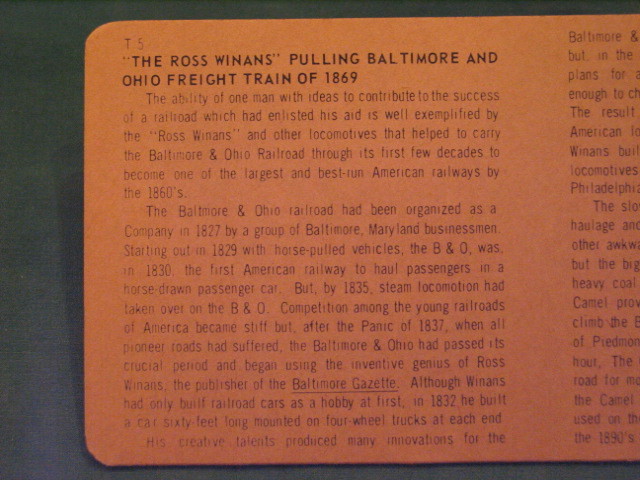 T 5
"THE ROSS WINANS" PULLING BALTIMORE AND
OHIO FREIGHT TRAIN OF 1869
The ability of one man with ideas to contribute to the success
of a railroad which had enlisted his aid is well exemplified by
the "Ross Winans" and other locomotives that helped to carry
the Baltimore & Ohio Railroad through its first few decades to
become one of the largest and best-run American railways by
the 1860's.
The Baltimore & Ohio railroad had been organized as a
Company in 1827 by a group of Baltimore, Maryland businessmen.
Starting out in 1829 with horse-pulled vehicles, the B & O, was,
in 1830, the first American railway to haul passengers in a
horse-drawn passenger car. But, by 1835, steam locomotion had
taken over on the B & O. Competition among the young railroads
of America became stiff but, after the Panic of 1837, when all
pioneer roads had suffered, the Baltimore & Ohio had passed its
crucial period and began using the inventive genius of Ross
Winans, the publisher of the Baltimore Gazette. Although Winans
had only built railroad cars as a hobby at first, in 1832 he built
a car sixty-feet long mounted on four-wheel trucks at each end
His creative talents produced many innovations for the
Baltimore &
but in the
plans for
enough to ch
The result
American lo
Winans buil
locomotives
Philadelphia
The slo
haulage and
other awkw
but the big
heavy coal
Camel prov
climb the B
of Piedmon
hour, The
road for mo
the Camel
used on the
the 1890's